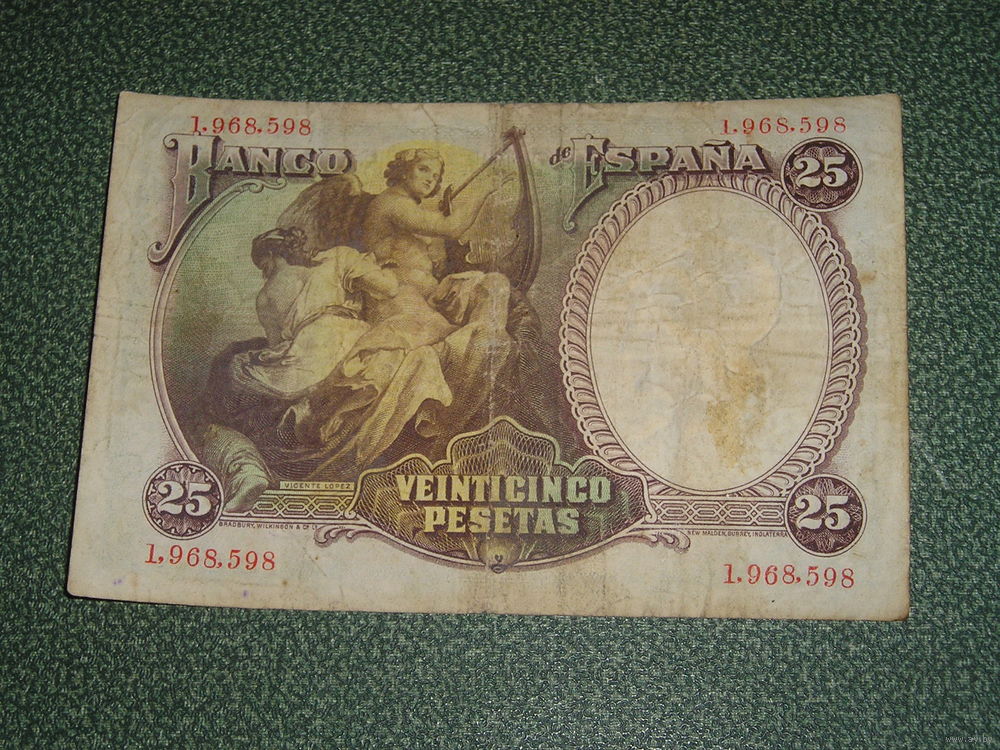 1,968,598 1,968,598
BANCO de ESPAÑA 25
VICENTE LOPEZ
25 VEINTICINCO 25
PESETAS
BRADBURY, WILKINSON & Cº Lᴰ NEW MALDEN, SURREY, INGLATERRA
1,968,598 1,968,598